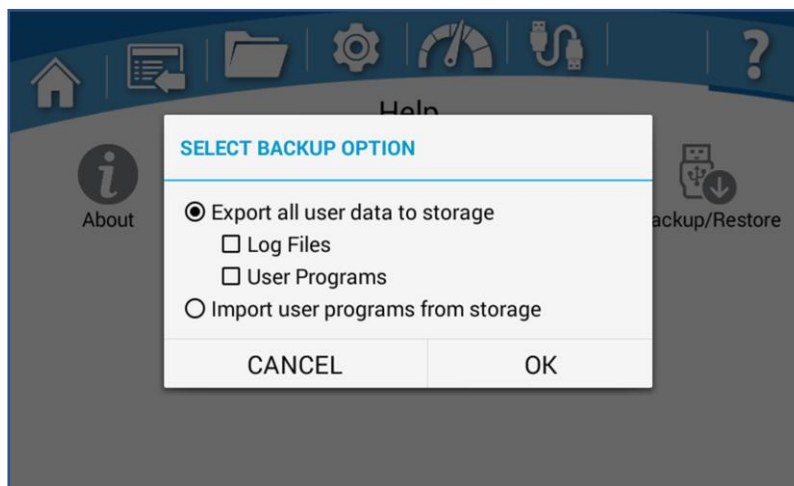 Help
SELECT BACKUP OPTION
About
Export all user data to storage
ackup/Restore
Log Files
User Programs
Import user programs from storage
CANCEL
OK